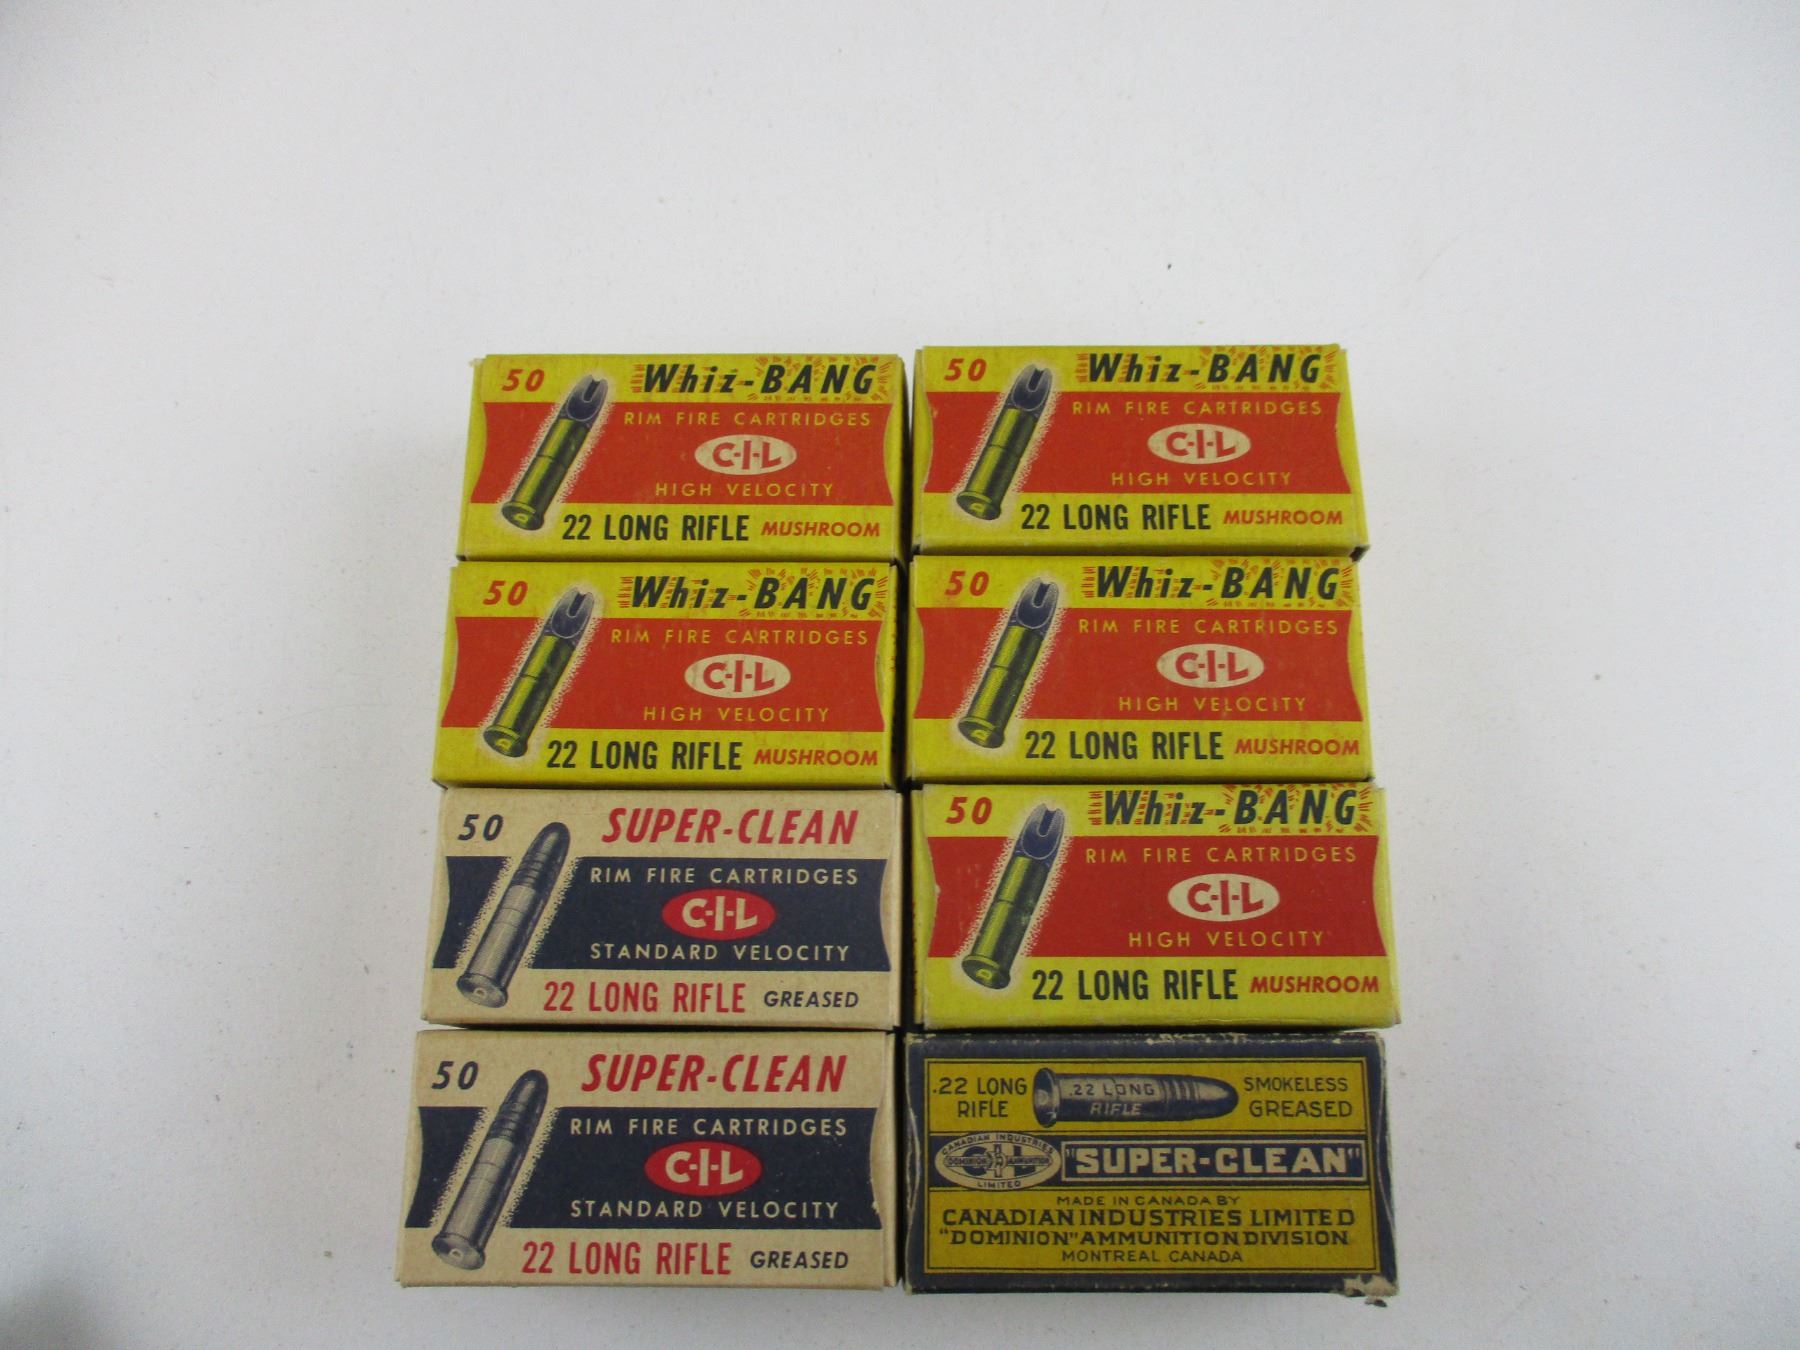 50 Whiz-BANG
RIM FIRE CARTRIDGES
C-I-L
HIGH VELOCITY
22 LONG RIFLE MUSHROOM
50 Whiz-BANG
RIM FIRE CARTRIDGES
C-I-L
HIGH VELOCITY
22 LONG RIFLE MUSHROOM
50 Whiz-BANG
RIM FIRE CARTRIDGES
C-I-L
HIGH VELOCITY
22 LONG RIFLE MUSHROOM
50 Whiz-BANG
RIM FIRE CARTRIDGES
C-I-L
HIGH VELOCITY
22 LONG RIFLE MUSHROOM
50 SUPER-CLEAN
RIM FIRE CARTRIDGES
C-I-L
STANDARD VELOCITY
22 LONG RIFLE GREASED
50 Whiz-BANG
RIM FIRE CARTRIDGES
C-I-L
HIGH VELOCITY
22 LONG RIFLE MUSHROOM
50 SUPER-CLEAN
RIM FIRE CARTRIDGES
C-I-L
STANDARD VELOCITY
22 LONG RIFLE GREASED
.22 LONG RIFLE
.22 LONG RIFLE
SMOKELESS GREASED
CANADIAN INDUSTRIES
DOMINION AMMUNITION
LIMITED
"SUPER-CLEAN"
MADE IN CANADA BY
CANADIAN INDUSTRIES LIMITED
"DOMINION" AMMUNITION DIVISION
MONTREAL CANADA